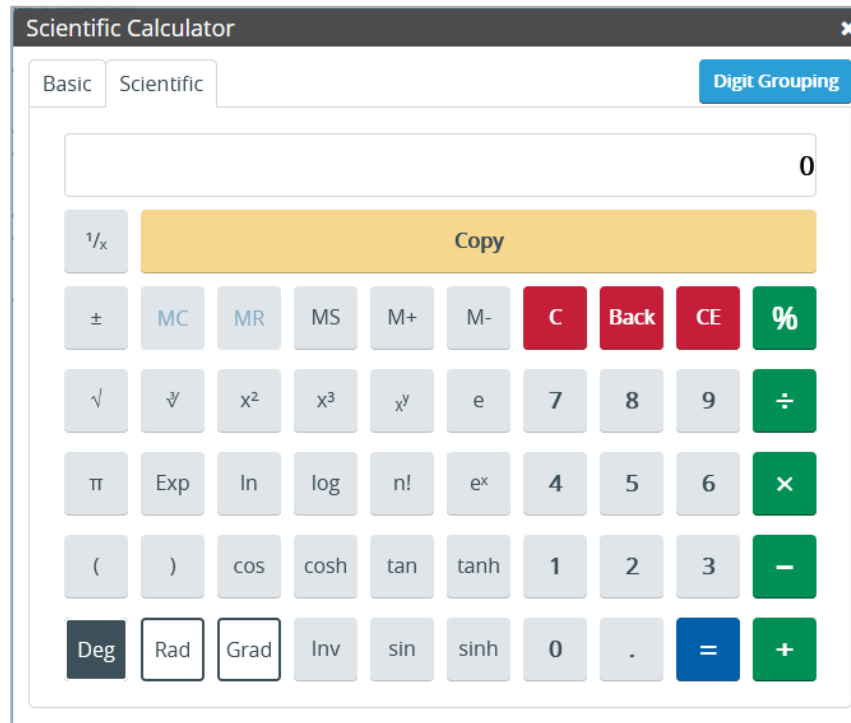 Scientific Calculator ×
Basic Scientific Digit Grouping
0
¹/ₓ Copy
± MC MR MS M+ M- C Back CE %
√ ∛ x² x³ xʸ e 7 8 9 ÷
π Exp ln log n! eˣ 4 5 6 ×
( ) cos cosh tan tanh 1 2 3 −
Deg Rad Grad Inv sin sinh 0 . = +